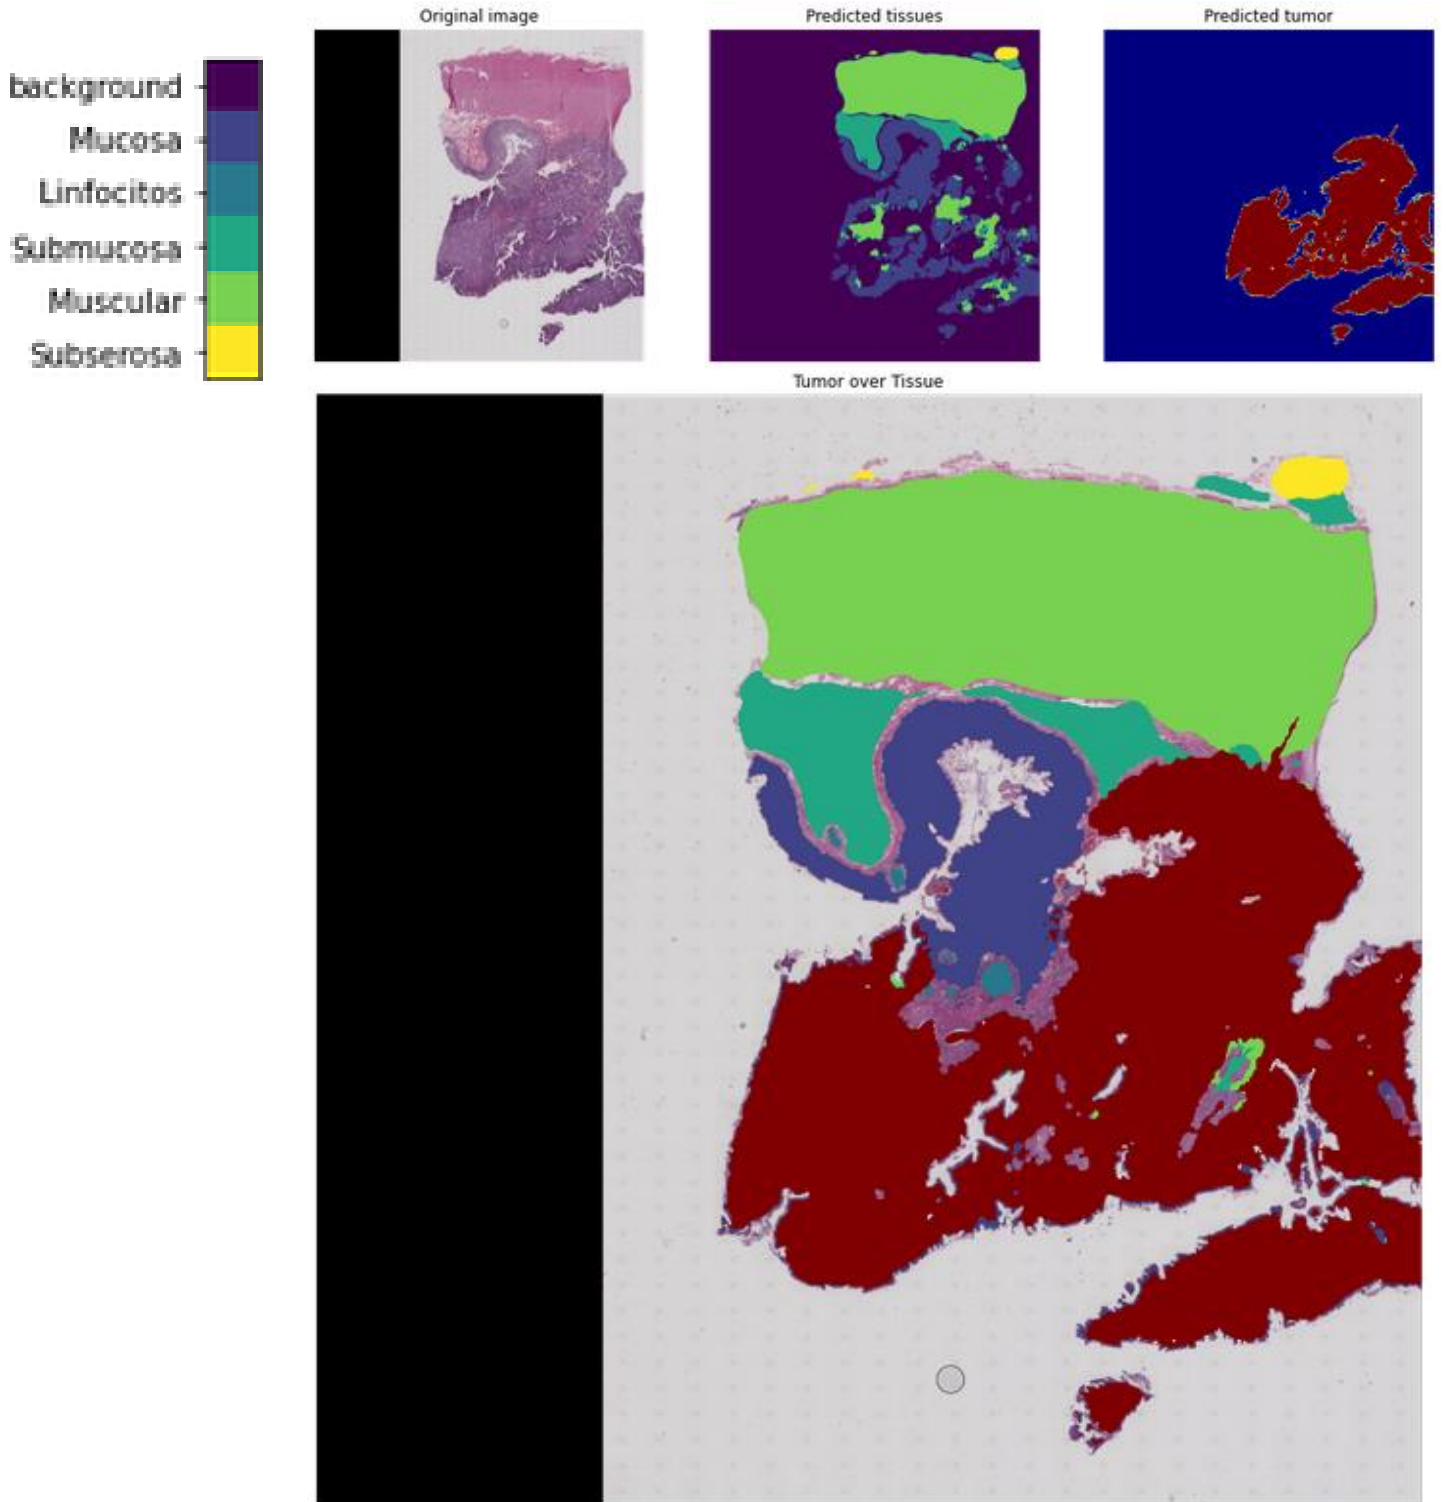 Original image
Predicted tissues
Predicted tumor
background
Mucosa
Linfocitos
Submucosa
Muscular
Subserosa
Tumor over Tissue